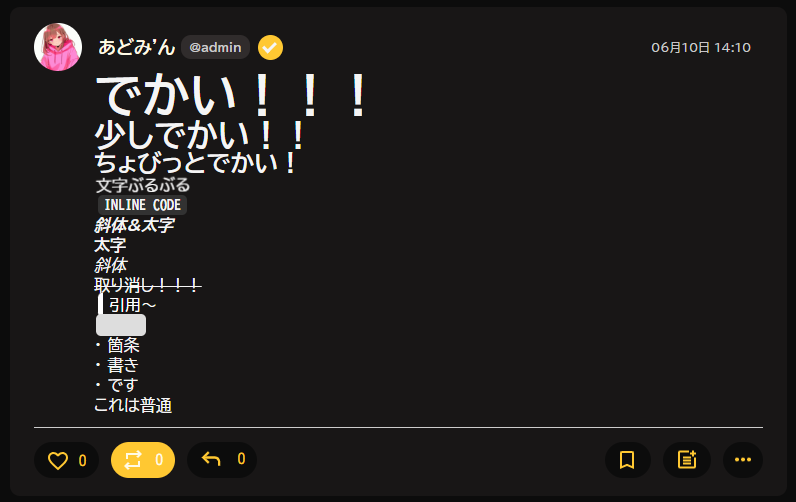 あどみ'ん @admin 06月10日 14:10
でかい！！！
少しでかい！！
ちょびっとでかい！
文字ぶるぶる
INLINE CODE
斜体&太字
太字
斜体
取り消し！！！
引用～
・箇条
・書き
・です
これは普通
0 0 0